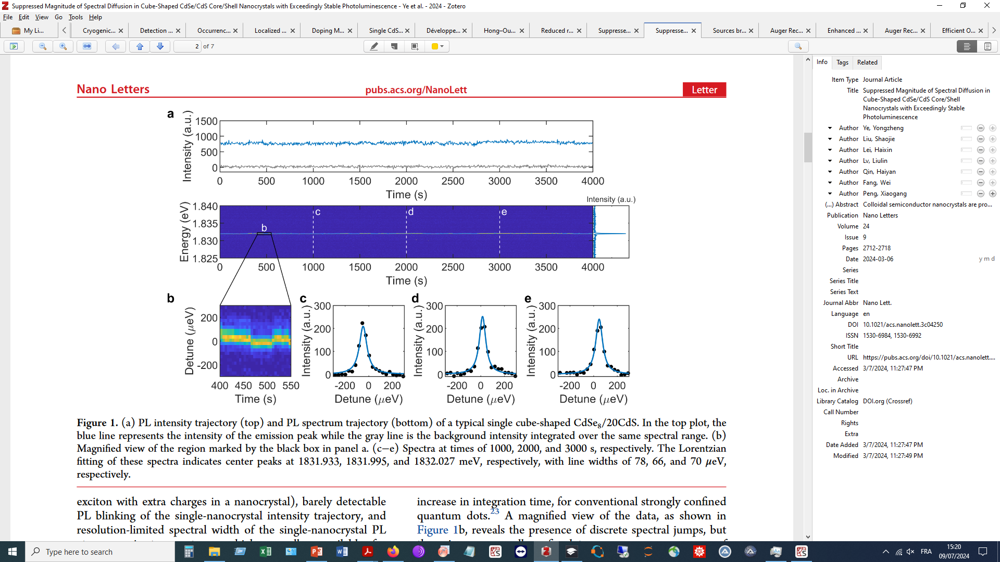 Suppressed Magnitude of Spectral Diffusion in Cube-Shaped CdSe/CdS Core/Shell Nanocrystals with Exceedingly Stable Photoluminescence - Ye et al. - 2024 - Zotero
File Edit View Go Tools Help
My Li... Cryogenic... Detection ... Occurrenc... Localized ... Doping M... Single CdS... Développe... Hong–Ou... Reduced r... Suppresse... Suppresse... Sources br... Auger Rec... Enhanced ... Auger Rec... Efficient O...
2 of 7
Nano Letters pubs.acs.org/NanoLett Letter
a
Intensity (a.u.)
1500
1000
500
0
0 500 1000 1500 2000 2500 3000 3500 4000
Time (s)
Intensity (a.u.)
Energy (eV)
1.840
1.835
1.830
1.825
b c d e
0 500 1000 1500 2000 2500 3000 3500 4000
Time (s)
b
Detune (μeV)
200
0
-200
400 450 500 550
Time (s)
c
Intensity (a.u.)
300
200
100
0
-200 0 200
Detune (μeV)
d
Intensity (a.u.)
300
200
100
0
-200 0 200
Detune (μeV)
e
Intensity (a.u.)
300
200
100
0
-200 0 200
Detune (μeV)
Figure 1. (a) PL intensity trajectory (top) and PL spectrum trajectory (bottom) of a typical single cube-shaped CdSe8/20CdS. In the top plot, the
blue line represents the intensity of the emission peak while the gray line is the background intensity integrated over the same spectral range. (b)
Magnified view of the region marked by the black box in panel a. (c−e) Spectra at times of 1000, 2000, and 3000 s, respectively. The Lorentzian
fitting of these spectra indicates center peaks at 1831.933, 1831.995, and 1832.027 meV, respectively, with line widths of 78, 66, and 70 μeV,
respectively.
exciton with extra charges in a nanocrystal), barely detectable
PL blinking of the single-nanocrystal intensity trajectory, and
resolution-limited spectral width of the single-nanocrystal PL
increase in integration time, for conventional strongly confined
quantum dots.23 A magnified view of the data, as shown in
Figure 1b, reveals the presence of discrete spectral jumps, but
Info Tags Related
Item Type Journal Article
Title Suppressed Magnitude of Spectral Diffusion in
Cube-Shaped CdSe/CdS Core/Shell
Nanocrystals with Exceedingly Stable
Photoluminescence
Author Ye, Yongzheng
Author Liu, Shaojie
Author Lei, Haixin
Author Lv, Liulin
Author Qin, Haiyan
Author Fang, Wei
Author Peng, Xiaogang
(...) Abstract Colloidal semiconductor nanocrystals are pro...
Publication Nano Letters
Volume 24
Issue 9
Pages 2712-2718
Date 2024-03-06 y m d
Series
Series Title
Series Text
Journal Abbr Nano Lett.
Language en
DOI 10.1021/acs.nanolett.3c04250
ISSN 1530-6984, 1530-6992
Short Title
URL https://pubs.acs.org/doi/10.1021/acs.nanolett....
Accessed 3/7/2024, 11:27:47 PM
Archive
Loc. in Archive
Library Catalog DOI.org (Crossref)
Call Number
Rights
Extra
Date Added 3/7/2024, 11:27:47 PM
Modified 3/7/2024, 11:27:49 PM
Type here to search
FRA
15:20
09/07/2024